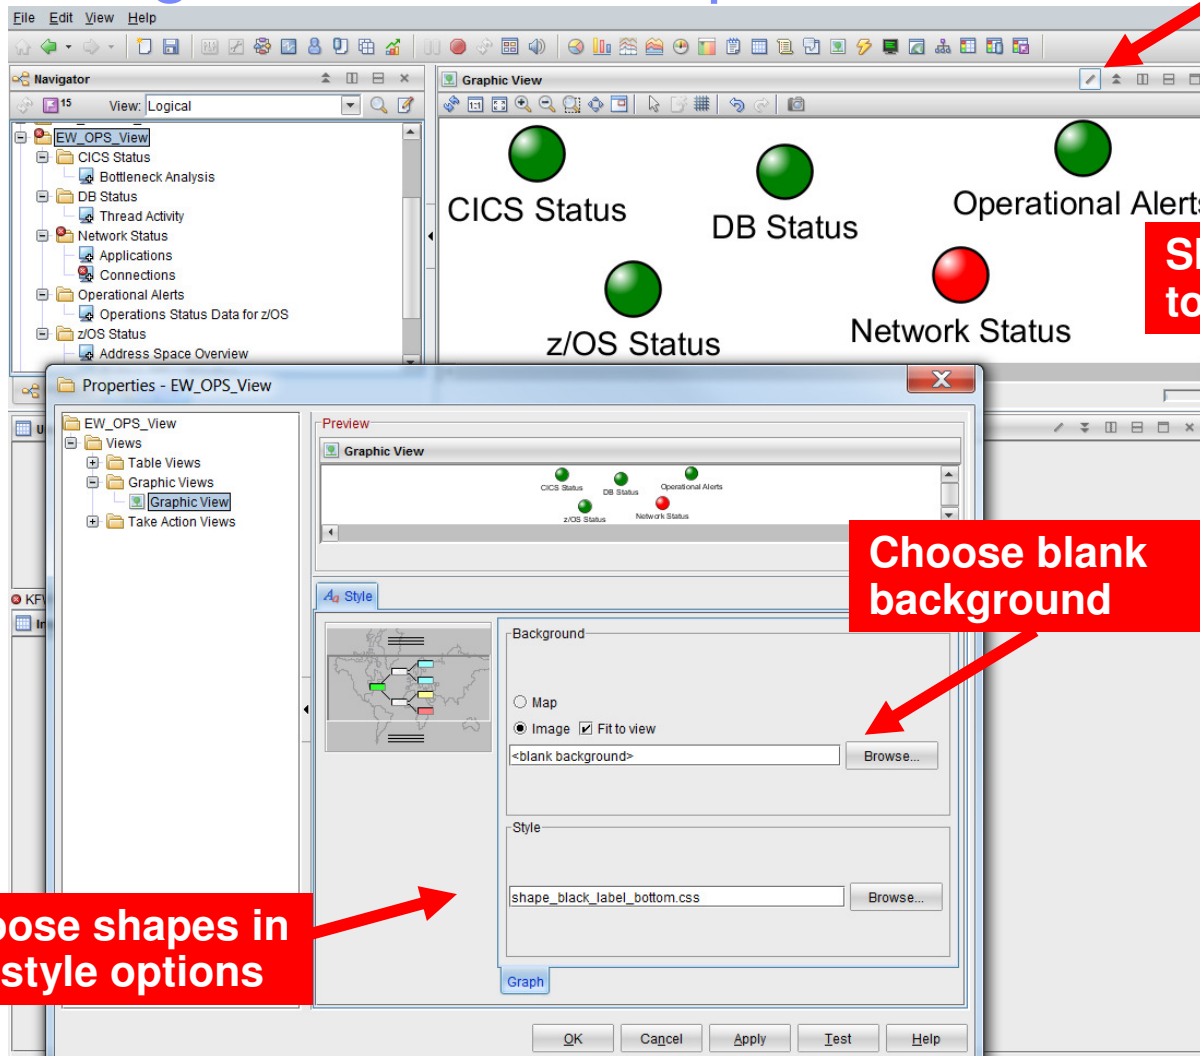 File Edit View Help
Navigator
Graphic View
15 View: Logical
EW_OPS_View
CICS Status
Bottleneck Analysis
DB Status
Thread Activity
Network Status
Applications
Connections
Operational Alerts
Operations Status Data for z/OS
z/OS Status
Address Space Overview
CICS Status
DB Status
Operational Alerts
z/OS Status
Network Status
to
Properties - EW_OPS_View
EW_OPS_View
Views
Table Views
Graphic Views
Graphic View
Take Action Views
Preview
Graphic View
CICS Status
DB Status
Operational Alerts
z/OS Status
Network Status
Choose blank
background
Style
Background
Map
Image Fit to view
<blank background> Browse...
Style
shape_black_label_bottom.css Browse...
shapes in
style options
Graph
OK Cancel Apply Test Help